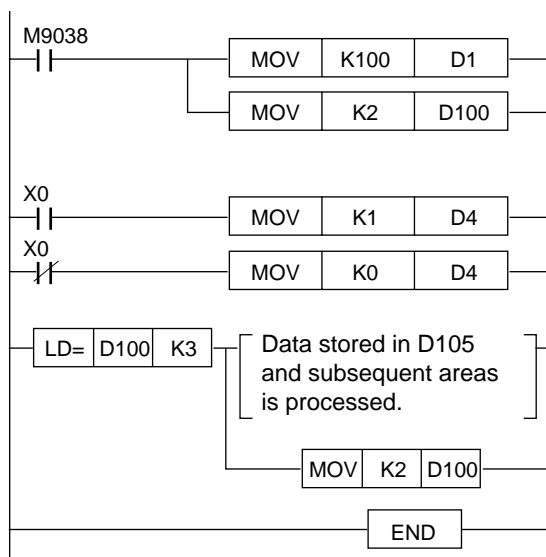 M9038
MOV K100 D1
MOV K2 D100
X0
MOV K1 D4
X0
MOV K0 D4
LD= D100 K3
Data stored in D105
and subsequent areas
is processed.
MOV K2 D100
END